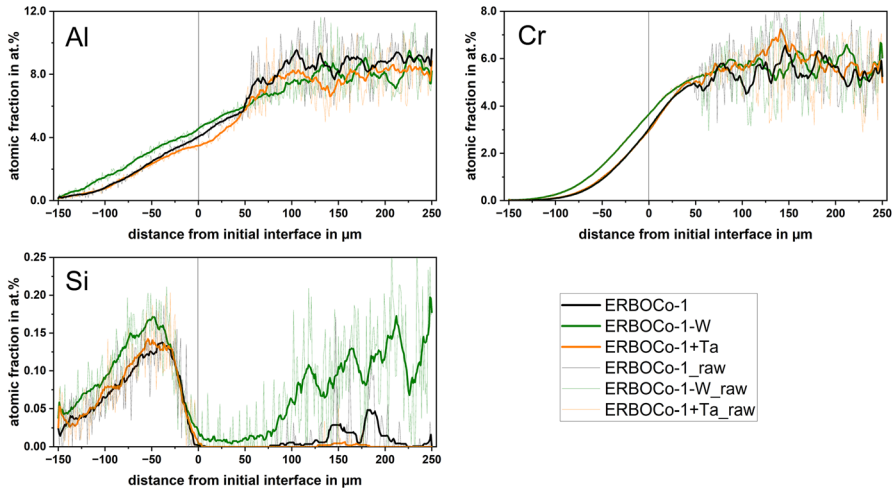 Al
atomic fraction in at.%
12.0
8.0
4.0
0.0
-150 -100 -50 0 50 100 150 200 250
distance from initial interface in µm
Cr
atomic fraction in at.%
8.0
6.0
4.0
2.0
0.0
-150 -100 -50 0 50 100 150 200 250
distance from initial interface in µm
Si
atomic fraction in at.%
0.25
0.20
0.15
0.10
0.05
0.00
-150 -100 -50 0 50 100 150 200 250
distance from initial interface in µm
ERBOCo-1
ERBOCo-1-W
ERBOCo-1+Ta
ERBOCo-1_raw
ERBOCo-1-W_raw
ERBOCo-1+Ta_raw